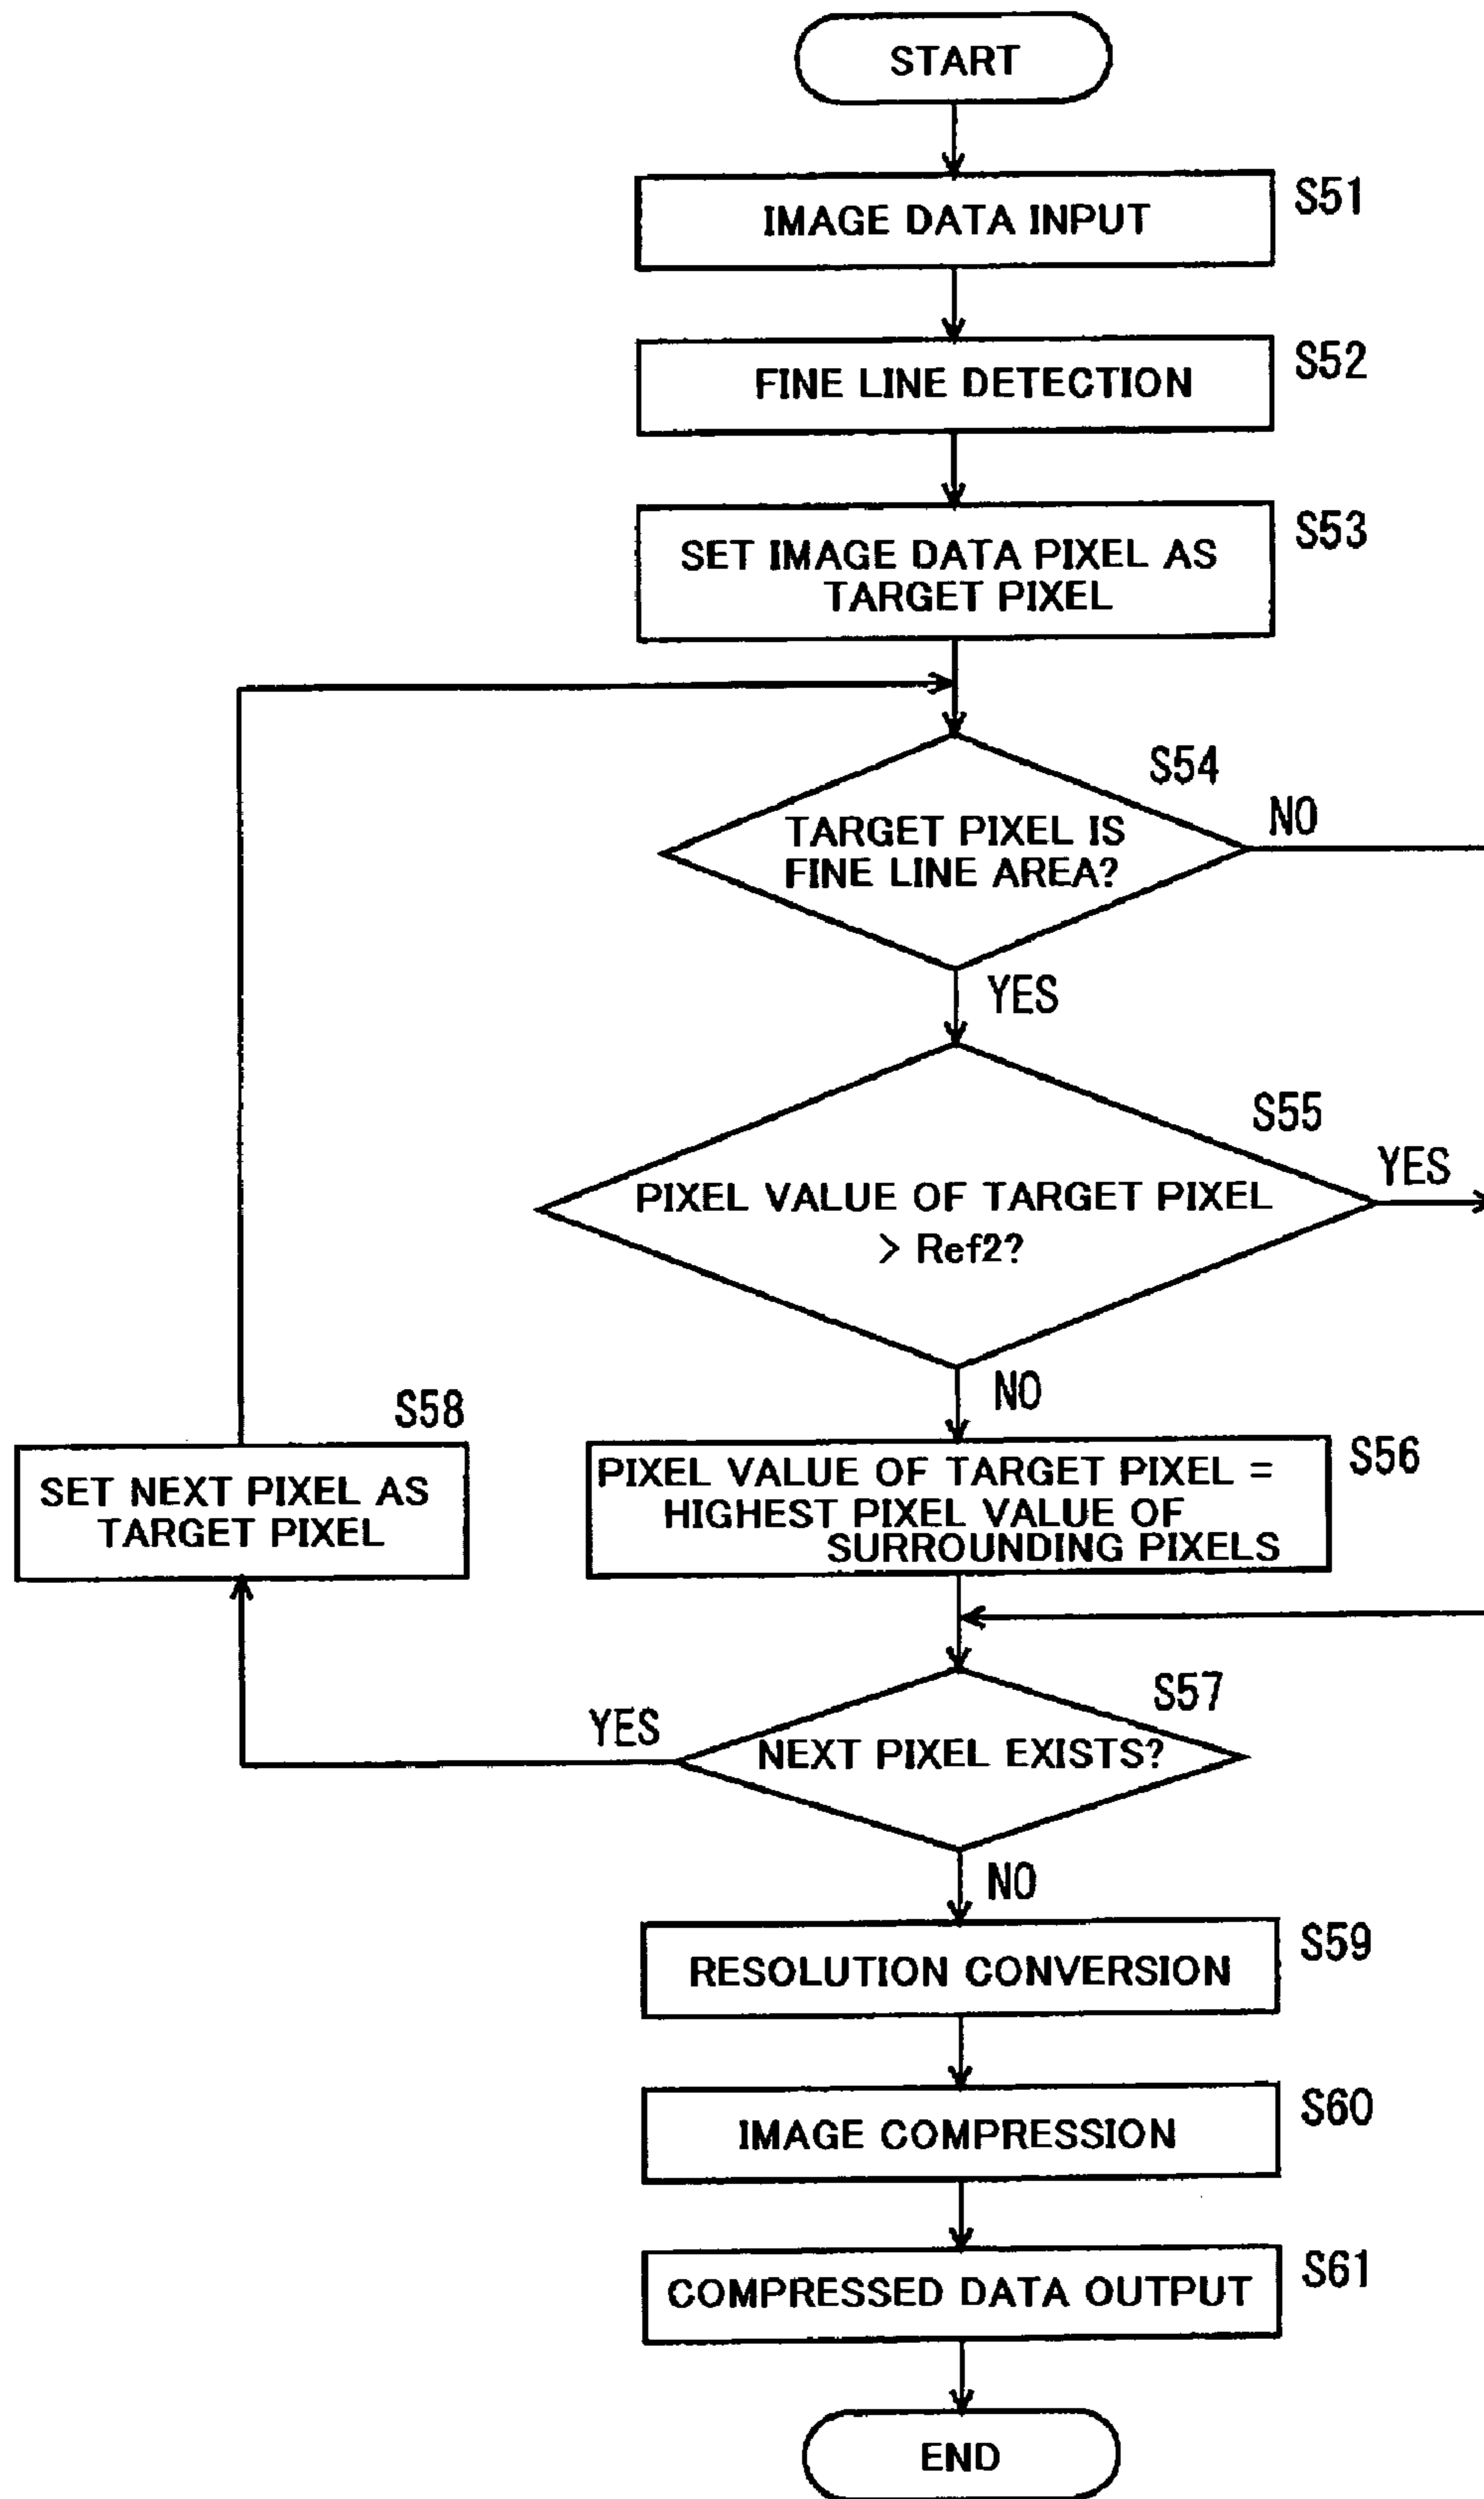 START
IMAGE DATA INPUT
S51
FINE LINE DETECTION
S52
SET IMAGE DATA PIXEL AS
TARGET PIXEL
S53
S54
TARGET PIXEL IS
FINE LINE AREA?
NO
YES
S55
PIXEL VALUE OF TARGET PIXEL
> Ref2?
YES
NO
S58
SET NEXT PIXEL AS
TARGET PIXEL
S56
PIXEL VALUE OF TARGET PIXEL =
HIGHEST PIXEL VALUE OF
SURROUNDING PIXELS
S57
YES
NEXT PIXEL EXISTS?
NO
RESOLUTION CONVERSION
S59
IMAGE COMPRESSION
S60
COMPRESSED DATA OUTPUT
S61
END